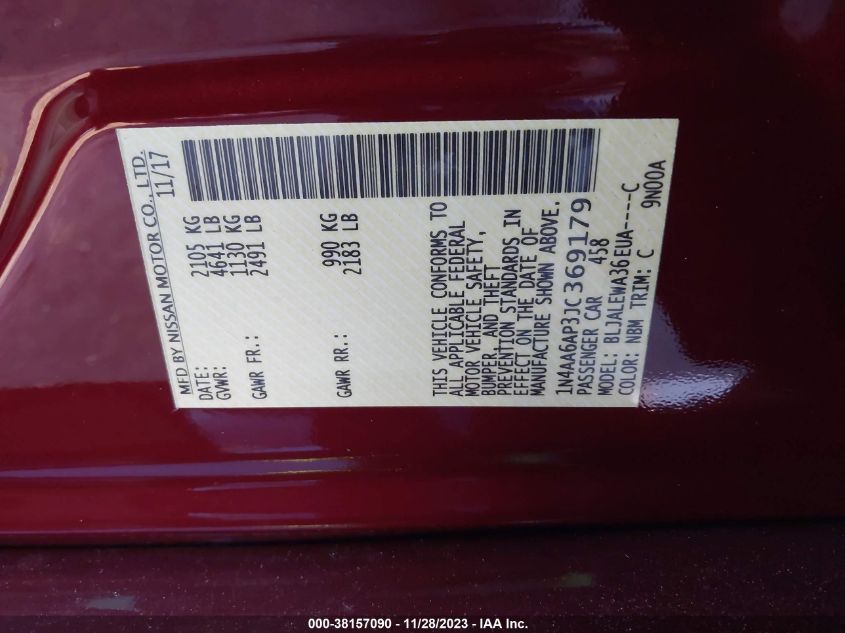 MFD BY NISSAN MOTOR CO., LTD.
DATE: 11/17
GVWR: 2105 KG
4641 LB
GAWR FR.: 1130 KG
2491 LB
GAWR RR.: 990 KG
2183 LB
THIS VEHICLE CONFORMS TO
ALL APPLICABLE FEDERAL
MOTOR VEHICLE SAFETY,
BUMPER, AND THEFT
PREVENTION STANDARDS IN
EFFECT ON THE DATE OF
MANUFACTURE SHOWN ABOVE.
1N4AA6AP3JC369179
PASSENGER CAR 458
MODEL: BLJALEWA36EUA----C
COLOR: NBM TRIM: C 9N00A
000-38157090 - 11/28/2023 - IAA Inc.